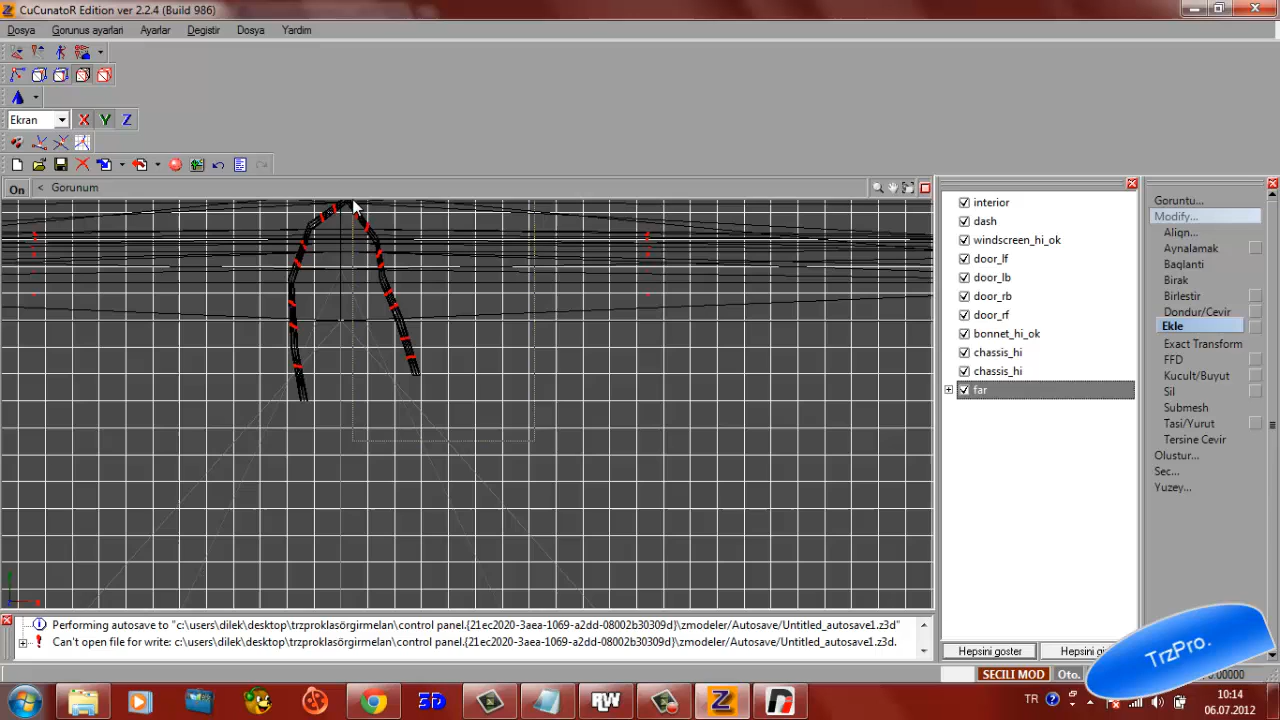 CuCunatoR Edition ver 2.2.4 (Build 986)
Dosya Gorunus ayarlari Ayarlar Degistir Dosya Yardim
Ekran X Y Z
On < Gorunum
interior
dash
windscreen_hi_ok
door_lf
door_lb
door_rb
door_rf
bonnet_hi_ok
chassis_hi
chassis_hi
far
Goruntu...
Modify...
Align...
Aynalamak
Baqlanti
Birak
Birlestir
Dondur/Cevir
Ekle
Exact Transform
FFD
Kucult/Buyut
Sil
Submesh
Tasi/Yurut
Tersine Cevir
Olustur...
Sec...
Yuzey...
Performing autosave to "c:\users\dilek\desktop\trzproklasörgirmelan\control panel.{21ec2020-3aea-1069-a2dd-08002b30309d}\zmodeler/Autosave/Untitled_autosave1.z3d"
Can't open file for write: c:\users\dilek\desktop\trzproklasörgirmelan\control panel.{21ec2020-3aea-1069-a2dd-08002b30309d}\zmodeler/Autosave/Untitled_autosave1.z3d.
Hepsini goster
SECILI MOD Oto.
TrzPro.
3D
RW
Z
TR
10:14
06.07.2012